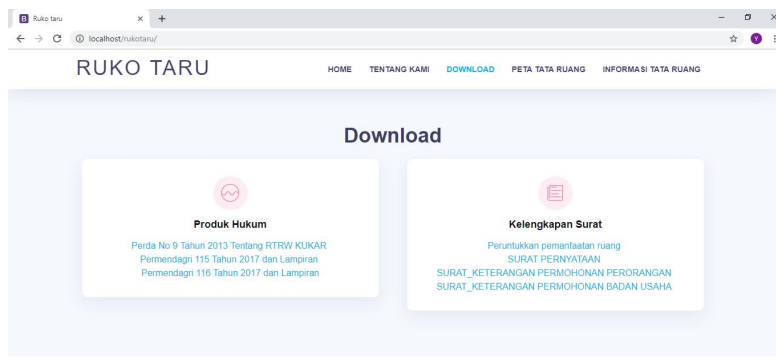 B Ruko taru
localhost/rukotaru/
Y
RUKO TARU
HOME TENTANG KAMI DOWNLOAD PETA TATA RUANG INFORMASI TATA RUANG
Download
Produk Hukum
Perda No 9 Tahun 2013 Tentang RTRW KUKAR
Permendagri 115 Tahun 2017 dan Lampiran
Permendagri 116 Tahun 2017 dan Lampiran
Kelengkapan Surat
Peruntukkan pemanfaatan ruang
SURAT PERNYATAAN
SURAT_KETERANGAN PERMOHONAN PERORANGAN
SURAT_KETERANGAN PERMOHONAN BADAN USAHA